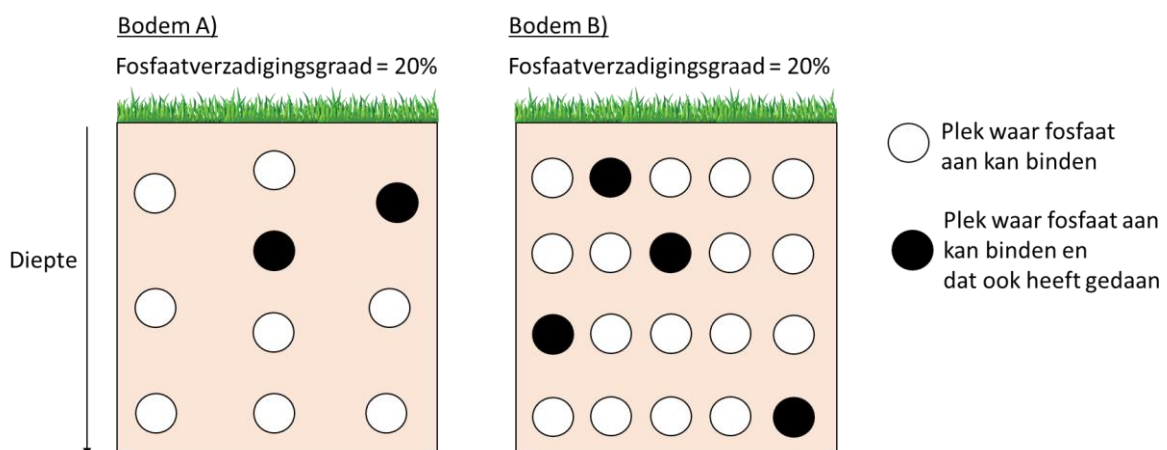 Bodem A)
Fosfaatverzadigingsgraad = 20%
Bodem B)
Fosfaatverzadigingsgraad = 20%
Diepte
Plek waar fosfaat
aan kan binden
Plek waar fosfaat aan
kan binden en
dat ook heeft gedaan